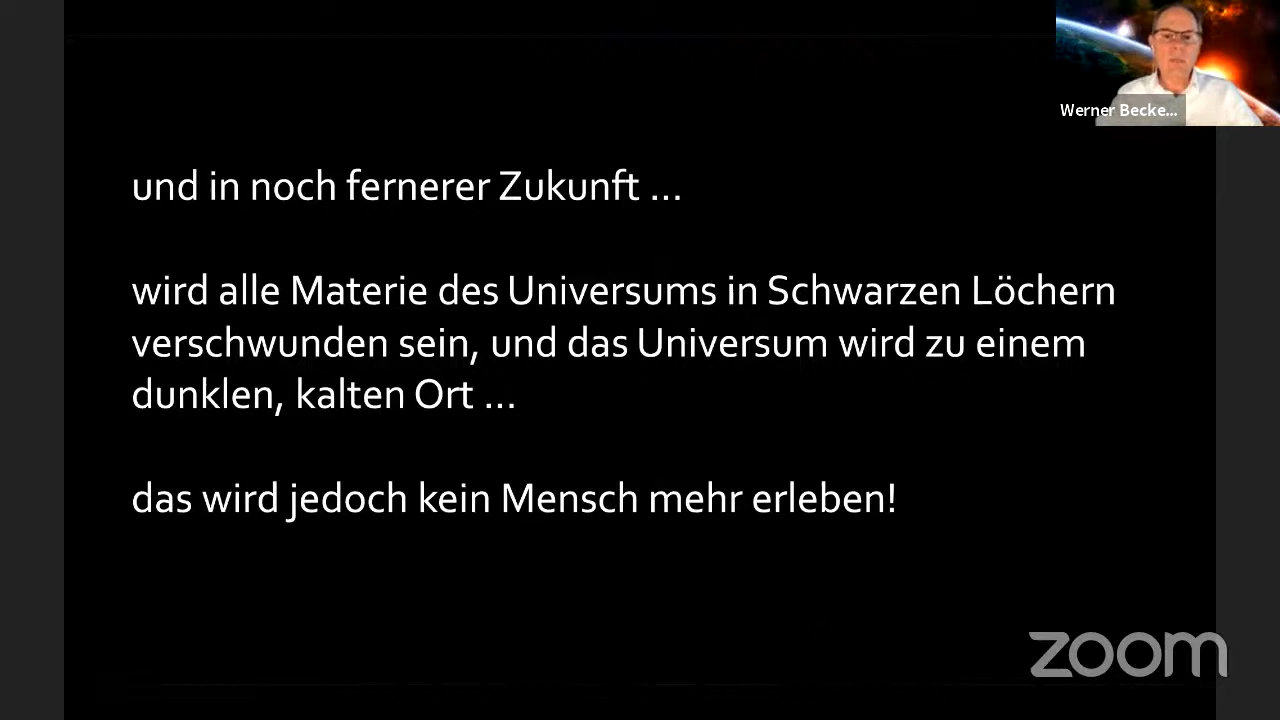 Werner Becke...
und in noch fernerer Zukunft ...
wird alle Materie des Universums in Schwarzen Löchern
verschwunden sein, und das Universum wird zu einem
dunklen, kalten Ort ...
das wird jedoch kein Mensch mehr erleben!
zoom